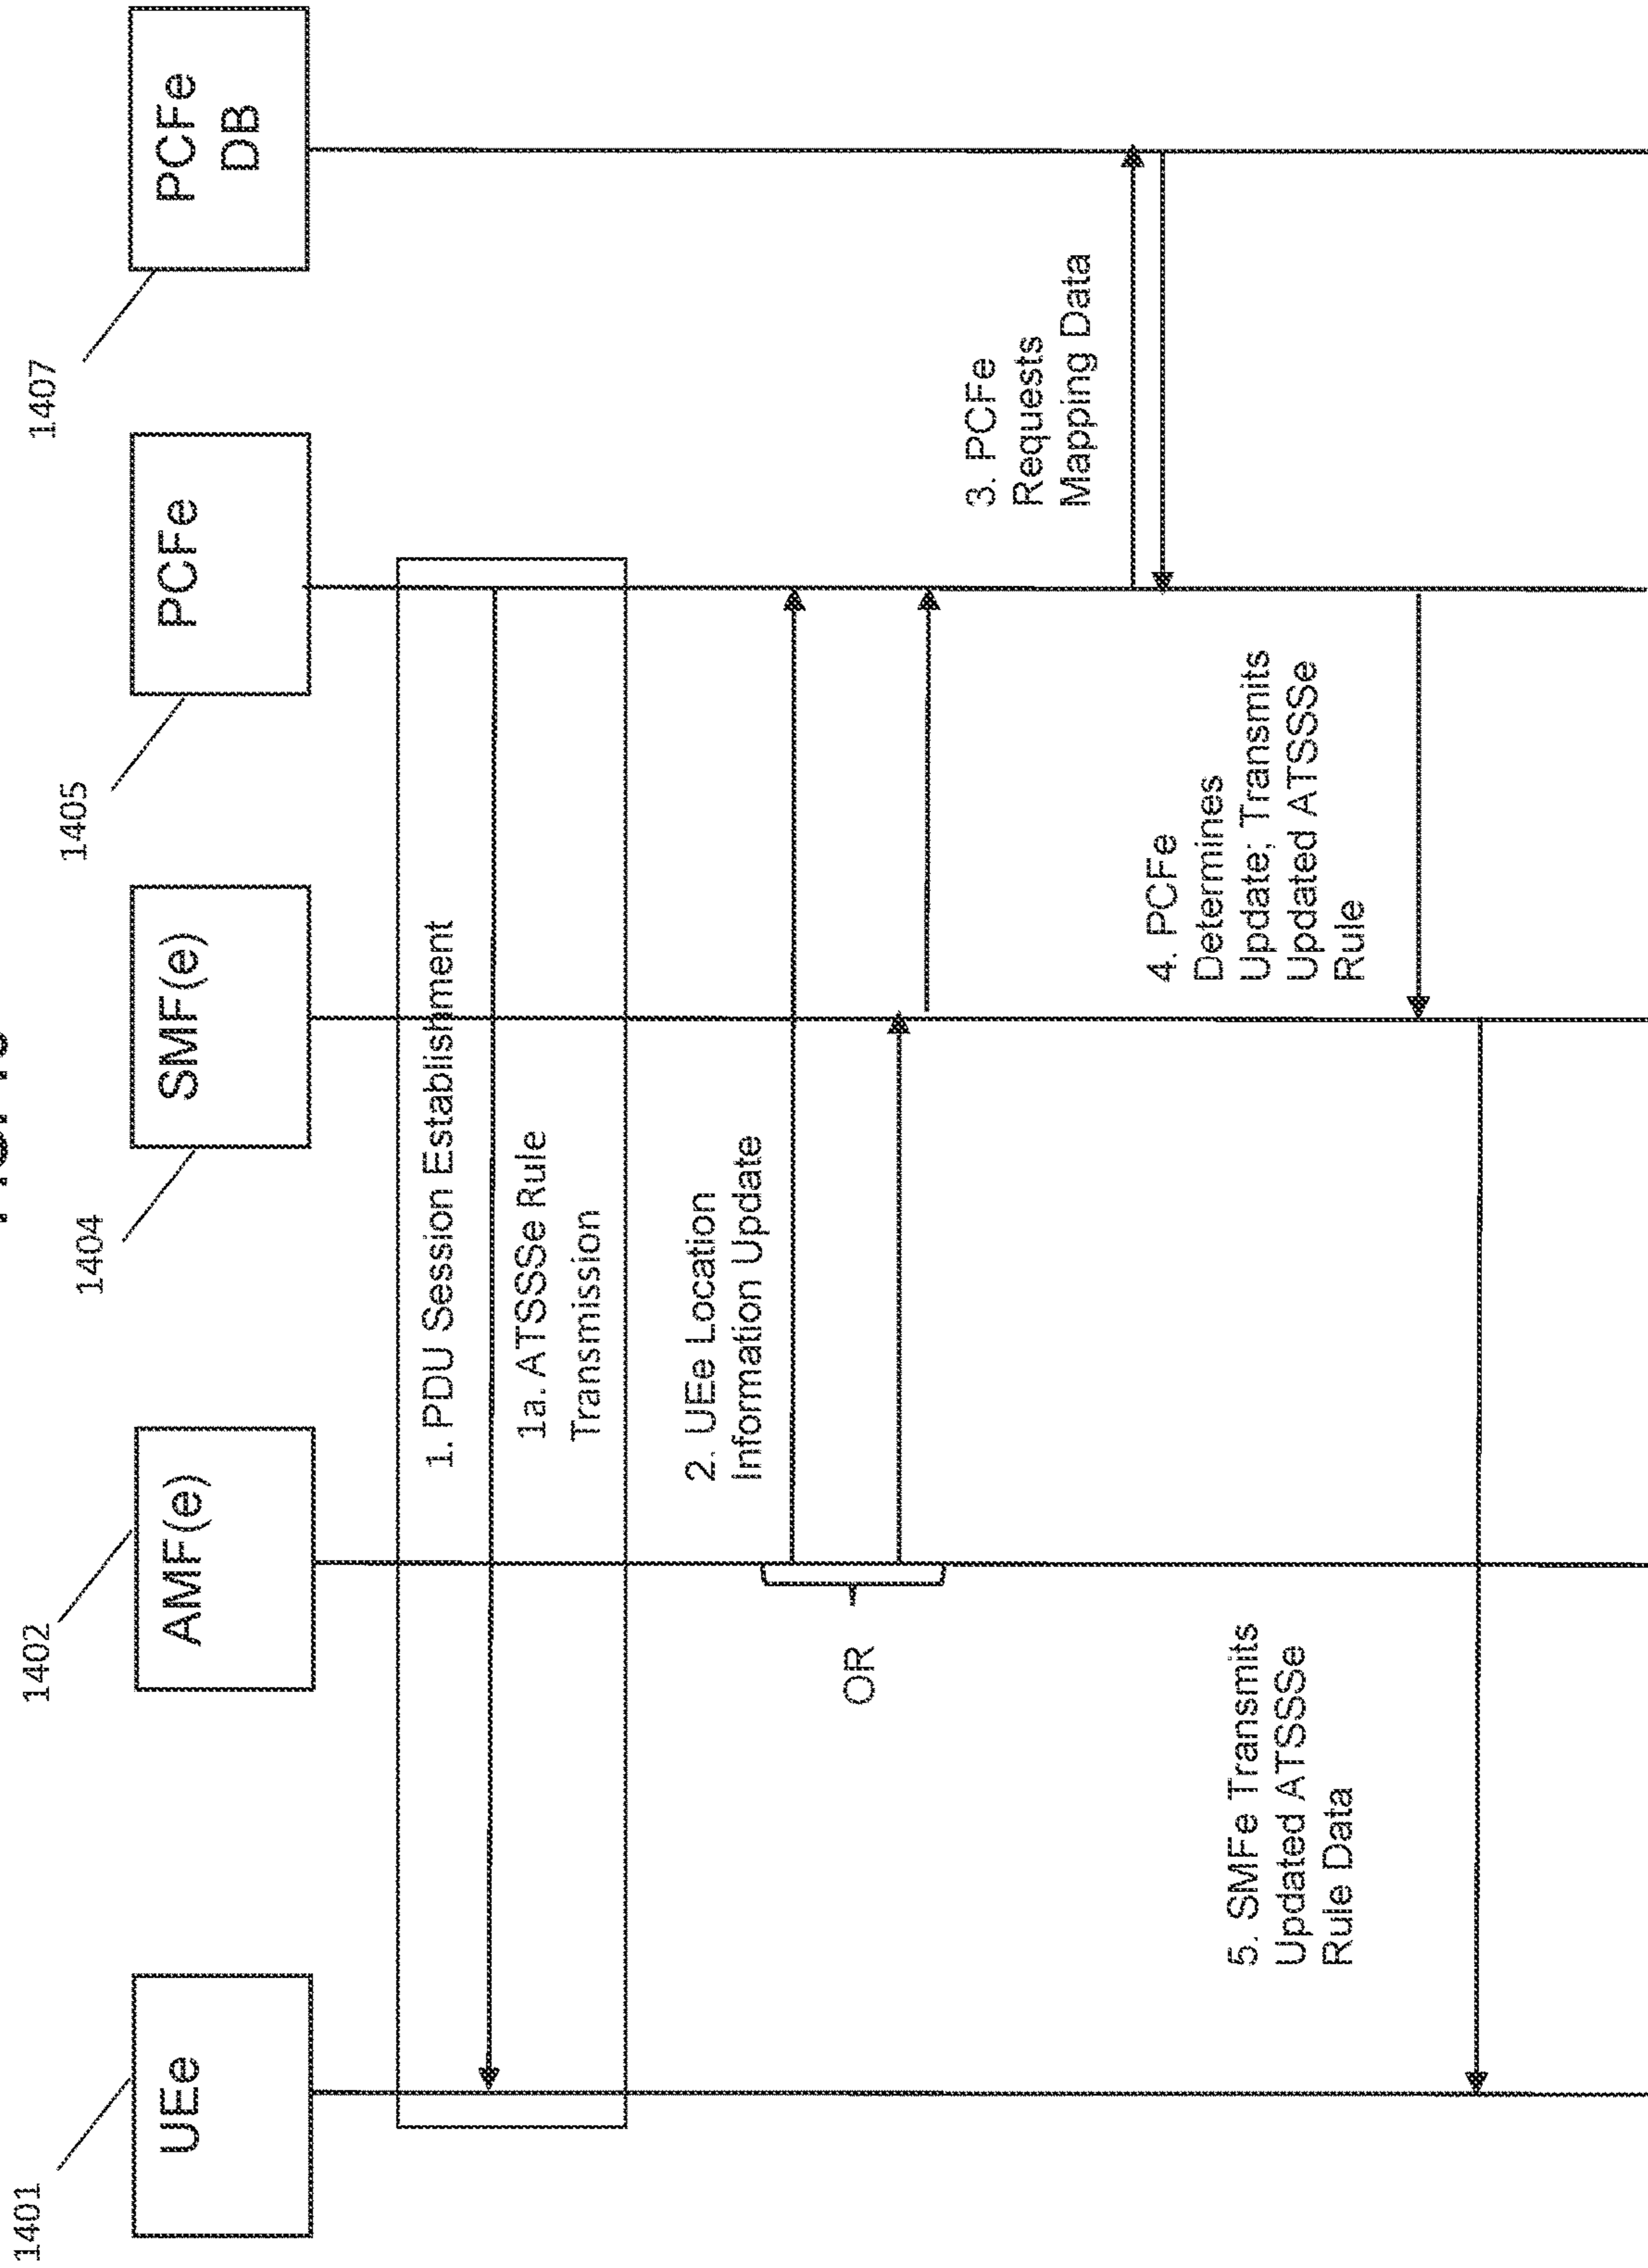 1401
1402
1404
1405
1407
UEe
AMF(e)
SMF(e)
PCFe
PCFe
DB
1. PDU Session Establishment
1a. ATSSSe Rule
Transmission
2. UEe Location
Information Update
OR
3. PCFe
Requests
Mapping Data
4. PCFe
Determines
Update; Transmits
Updated ATSSSe
Rule
5. SMFe Transmits
Updated ATSSSe
Rule Data